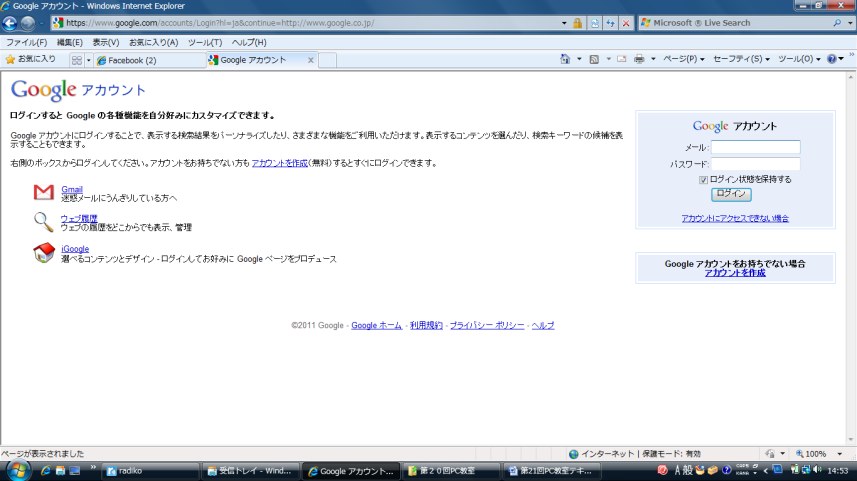 Google アカウント - Windows Internet Explorer
https://www.google.com/accounts/Login?hl=ja&continue=http://www.google.co.jp/
Microsoft ® Live Search
ファイル(F) 編集(E) 表示(V) お気に入り(A) ツール(T) ヘルプ(H)
お気に入り
Facebook (2)
Google アカウント
ページ(P) セーフティ(S) ツール(O)
Google アカウント
ログインすると Google の各種機能を自分好みにカスタマイズできます。
Google アカウントにログインすることで、表示する検索結果をパーソナライズしたり、さまざまな機能をご利用いただけます。表示するコンテンツを選んだり、検索キーワードの候補を表
示することもできます。
右側のボックスからログインしてください。アカウントをお持ちでない方も アカウントを作成(無料)するとすぐにログインできます。
Gmail
迷惑メールにうんざりしている方へ
ウェブ履歴
ウェブの履歴をどこからでも表示、管理
iGoogle
選べるコンテンツとデザイン - ログインしてお好みに Google ページをプロデュース
Google アカウント
メール:
パスワード:
ログイン状態を保持する
ログイン
アカウントにアクセスできない場合
Google アカウントをお持ちでない場合
アカウントを作成
©2011 Google - Google ホーム - 利用規約 - プライバシー ポリシー - ヘルプ
ページが表示されました
インターネット | 保護モード: 有効
100%
radiko
受信トレイ - Wind...
Google アカウント...
第２０回PC教室
第21回PC教室テキ...
A 般
CAPS
KANA
14:53